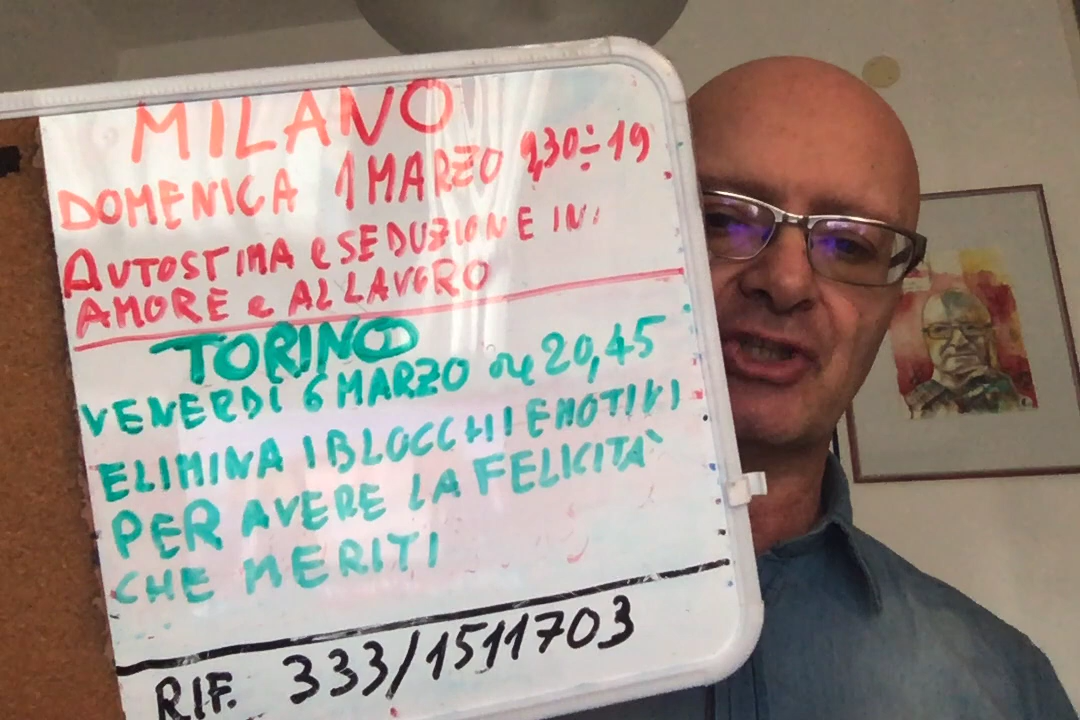 MILANO
DOMENICA 1 MARZO 9,30÷19
AUTOSTIMA e SEDUZIONE IN
AMORE e AL LAVORO
TORINO
VENERDÌ 6 MARZO ore 20,45
ELIMINA I BLOCCHI EMOTIVI
PER AVERE LA FELICITÀ
CHE MERITI
RIF. 333/1511703